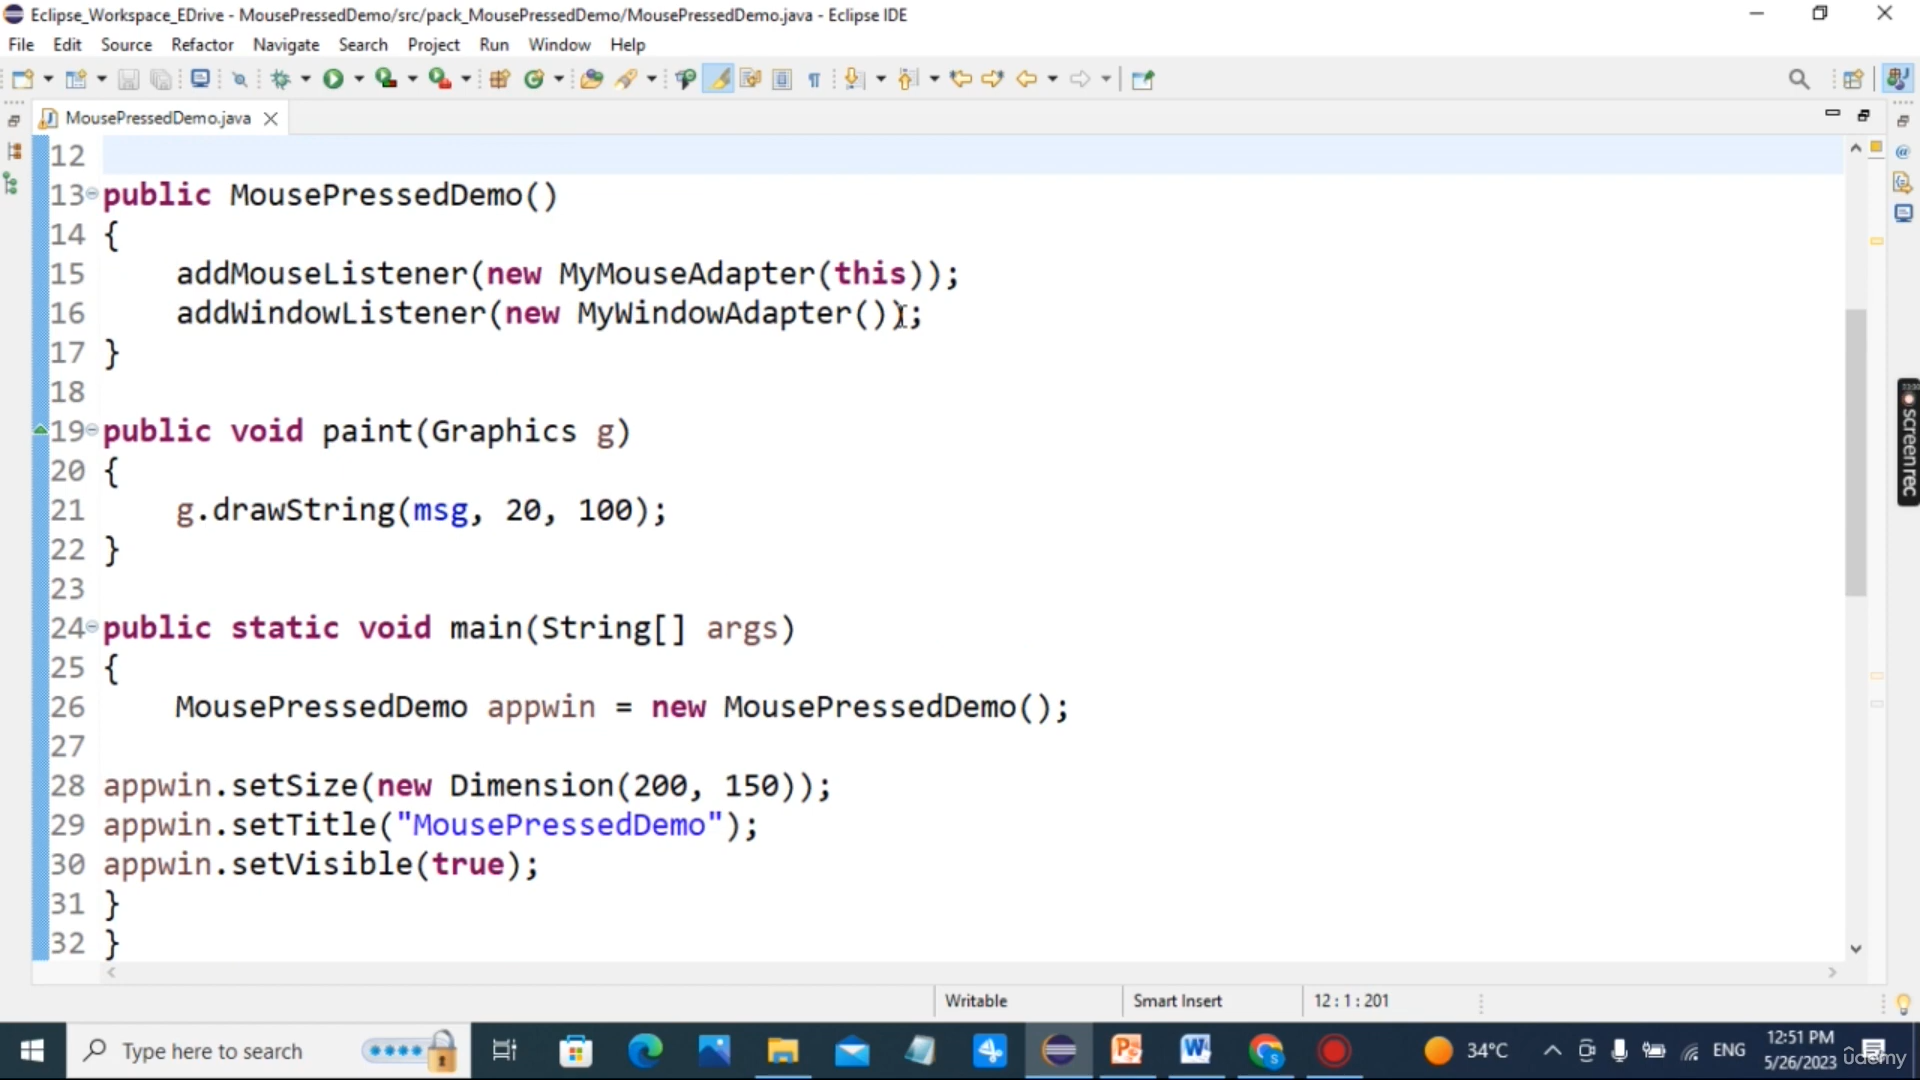 Eclipse_Workspace_EDrive - MousePressedDemo/src/pack_MousePressedDemo/MousePressedDemo.java - Eclipse IDE
File Edit Source Refactor Navigate Search Project Run Window Help
MousePressedDemo.java
12
13 public MousePressedDemo()
14 {
15 addMouseListener(new MyMouseAdapter(this));
16 addWindowListener(new MyWindowAdapter());
17 }
18
19 public void paint(Graphics g)
20 {
21 g.drawString(msg, 20, 100);
22 }
23
24 public static void main(String[] args)
25 {
26 MousePressedDemo appwin = new MousePressedDemo();
27
28 appwin.setSize(new Dimension(200, 150));
29 appwin.setTitle("MousePressedDemo");
30 appwin.setVisible(true);
31 }
32 }
screenrec
Writable Smart Insert 12 : 1 : 201
Type here to search
34°C ENG 12:51 PM
5/26/2023
ûdemy